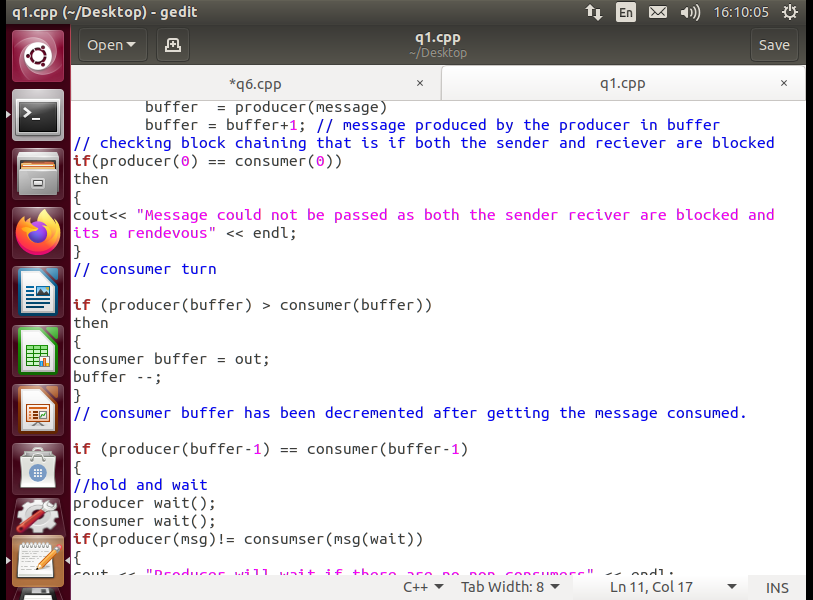 q1.cpp (~/Desktop) - gedit
En
16:10:05
Open
q1.cpp
~/Desktop
Save
*q6.cpp ×
q1.cpp ×
buffer  = producer(message)
buffer = buffer+1; // message produced by the producer in buffer
// checking block chaining that is if both the sender and reciever are blocked
if(producer(0) == consumer(0))
then
{
cout<< "Message could not be passed as both the sender reciver are blocked and
its a rendevous" << endl;
}
// consumer turn
if (producer(buffer) > consumer(buffer))
then
{
consumer buffer = out;
buffer --;
}
// consumer buffer has been decremented after getting the message consumed.
if (producer(buffer-1) == consumer(buffer-1)
{
//hold and wait
producer wait();
consumer wait();
if(producer(msg)!= consumser(msg(wait))
{
cout << "Producer will wait if there are no non consumers" << endl;
C++
Tab Width: 8
Ln 11, Col 17
INS